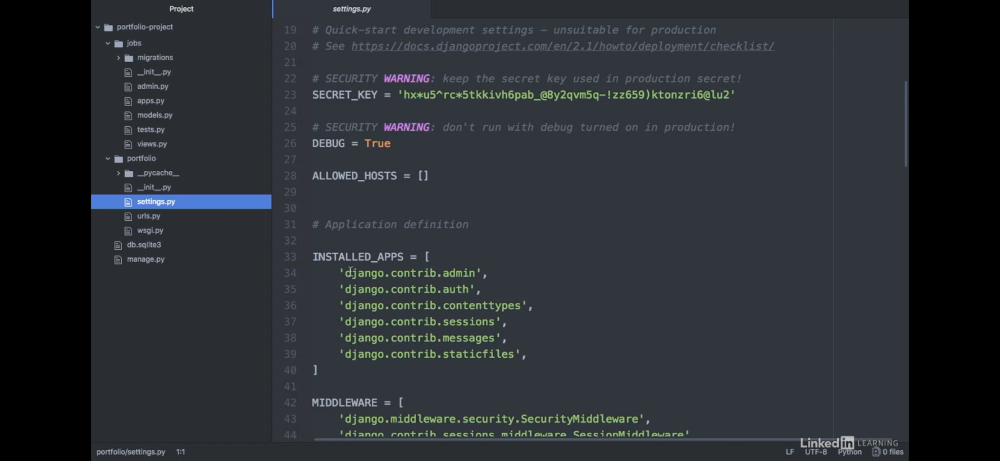 Project
portfolio-project
jobs
migrations
__init__.py
admin.py
apps.py
models.py
tests.py
views.py
portfolio
__pycache__
__init__.py
settings.py
urls.py
wsgi.py
db.sqlite3
manage.py
settings.py
19 # Quick-start development settings - unsuitable for production
20 # See https://docs.djangoproject.com/en/2.1/howto/deployment/checklist/
21
22 # SECURITY WARNING: keep the secret key used in production secret!
23 SECRET_KEY = 'hx*u5^rc*5tkkivh6pab_@8y2qvm5q-!zz659)ktonzri6@lu2'
24
25 # SECURITY WARNING: don't run with debug turned on in production!
26 DEBUG = True
27
28 ALLOWED_HOSTS = []
29
30
31 # Application definition
32
33 INSTALLED_APPS = [
34 'django.contrib.admin',
35 'django.contrib.auth',
36 'django.contrib.contenttypes',
37 'django.contrib.sessions',
38 'django.contrib.messages',
39 'django.contrib.staticfiles',
40 ]
41
42 MIDDLEWARE = [
43 'django.middleware.security.SecurityMiddleware',
44 'django.contrib.sessions.middleware.SessionMiddleware'
LinkedIn LEARNING
portfolio/settings.py 1:1
LF UTF-8 Python 0 files